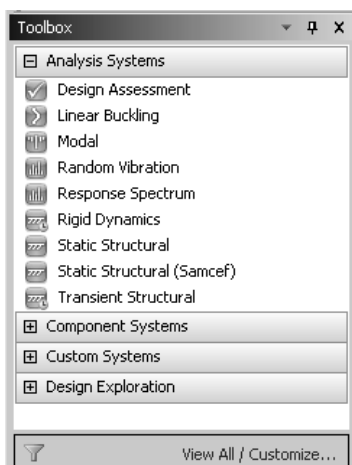 Toolbox
Analysis Systems
Design Assessment
Linear Buckling
Modal
Random Vibration
Response Spectrum
Rigid Dynamics
Static Structural
Static Structural (Samcef)
Transient Structural
Component Systems
Custom Systems
Design Exploration
View All / Customize...